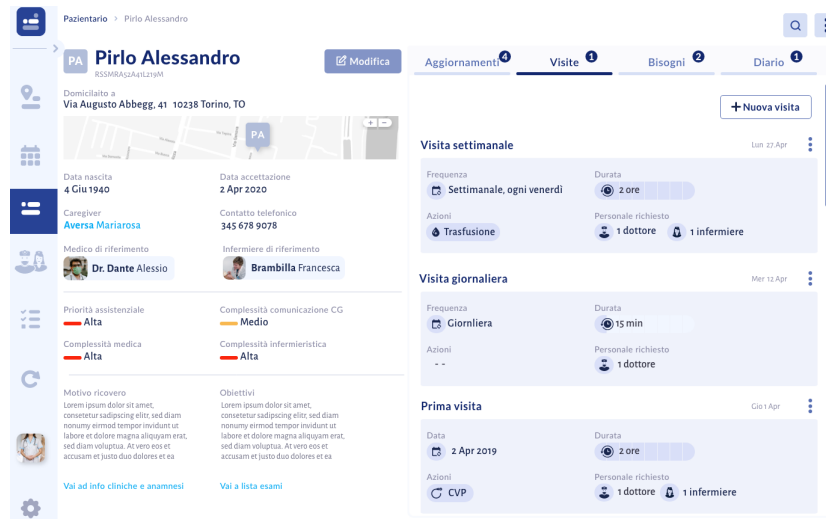 Pazientario > Pirlo Alessandro
PA Pirlo Alessandro
RSSMRA52A41L219M
Modifica
Domicilaito a
Via Augusto Abbegg, 41 10238 Torino, TO
PA
+ −
Data nascita
4 Giu 1940
Data accettazione
2 Apr 2020
Caregiver
Aversa Mariarosa
Contatto telefonico
345 678 9078
Medico di riferimento
Dr. Dante Alessio
Infermiere di riferimento
Brambilla Francesca
Priorità assistenziale
Alta
Complessità comunicazione CG
Medio
Complessità medica
Alta
Complessità infermieristica
Alta
Motivo ricovero
Lorem ipsum dolor sit amet,
consetetur sadipscing elitr, sed diam
nonumy eirmod tempor invidunt ut
labore et dolore magna aliquyam erat,
sed diam voluptua. At vero eos et
accusam et justo duo dolores et ea
Obiettivi
Lorem ipsum dolor sit amet,
consetetur sadipscing elitr, sed diam
nonumy eirmod tempor invidunt ut
labore et dolore magna aliquyam erat,
sed diam voluptua. At vero eos et
accusam et justo duo dolores et ea
Vai ad info cliniche e anamnesi
Vai a lista esami
Aggiornamenti 4
Visite 1
Bisogni 2
Diario 1
+ Nuova visita
Visita settimanale
Lun 27 Apr
Frequenza
Settimanale, ogni venerdì
Durata
2 ore
Azioni
Trasfusione
Personale richiesto
1 dottore 1 infermiere
Visita giornaliera
Mer 12 Apr
Frequenza
Giornliera
Durata
15 min
Azioni
- -
Personale richiesto
1 dottore
Prima visita
Gio 1 Apr
Data
2 Apr 2019
Durata
2 ore
Azioni
CVP
Personale richiesto
1 dottore 1 infermiere